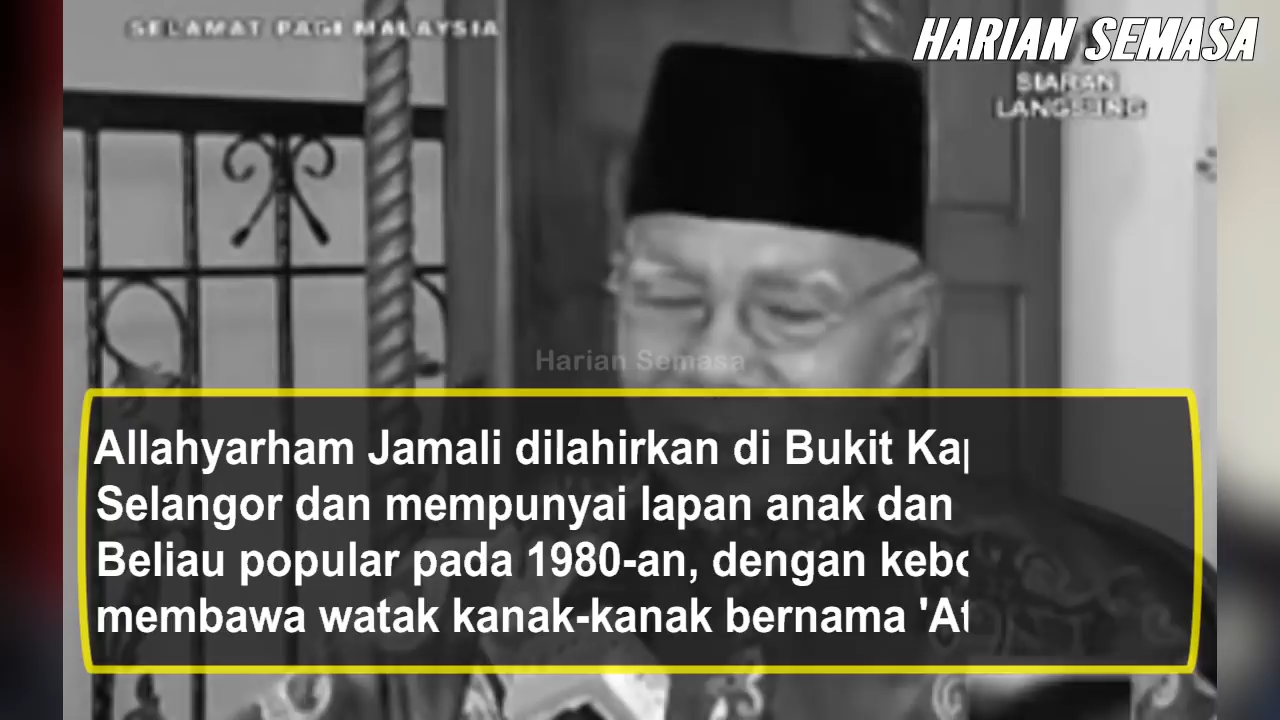 SELAMAT PAGI MALAYSIA
HARIAN SEMASA
SIARAN
Harian Semasa
Allahyarham Jamali dilahirkan di Bukit
Selangor dan mempunyai lapan anak dan
Beliau popular pada 1980-an, dengan
membawa watak kanak-kanak bernama